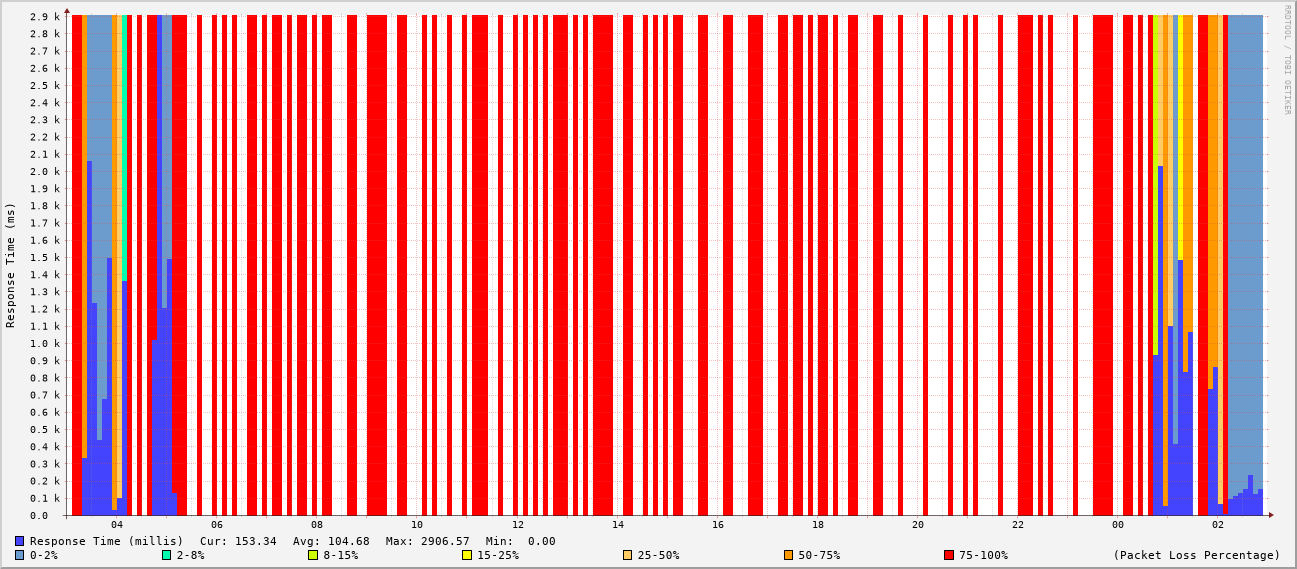 RRDTOOL / TOBI OETIKER
Response Time (ms)
2.9 k
2.8 k
2.7 k
2.6 k
2.5 k
2.4 k
2.3 k
2.2 k
2.1 k
2.0 k
1.9 k
1.8 k
1.7 k
1.6 k
1.5 k
1.4 k
1.3 k
1.2 k
1.1 k
1.0 k
0.9 k
0.8 k
0.7 k
0.6 k
0.5 k
0.4 k
0.3 k
0.2 k
0.1 k
0.0
04 06 08 10 12 14 16 18 20 22 00 02
Response Time (millis) Cur: 153.34 Avg: 104.68 Max: 2906.57 Min: 0.00
0-2% 2-8% 8-15% 15-25% 25-50% 50-75% 75-100% (Packet Loss Percentage)